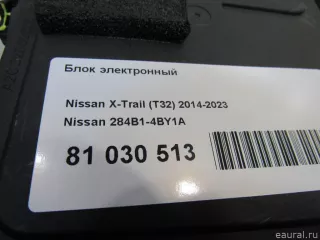 Блок электронный
Nissan X-Trail (T32) 2014-2023
Nissan 284B1-4BY1A
81 030 513
eaural.ru